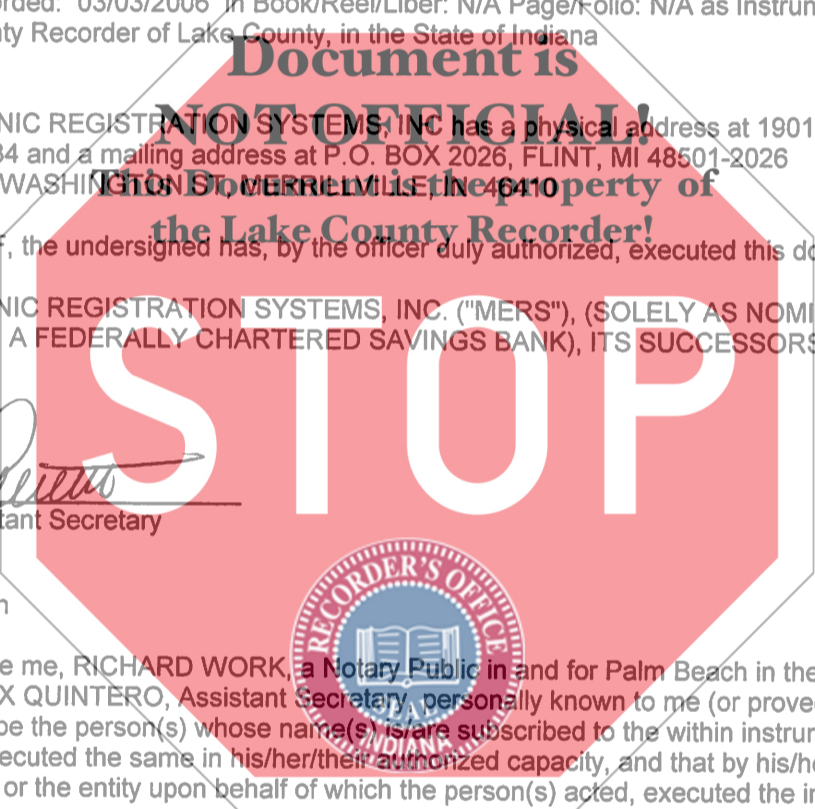 orded: 03/03/2006 in Book/Reel/Liber: N/A Page/Folio: N/A as Instrun
nty Recorder of Lake County, in the State of Indiana
Document is
NOT OFFICIAL!
NIC REGISTRATION SYSTEMS, INC has a physical address at 1901
34 and a mailing address at P.O. BOX 2026, FLINT, MI 48501-2026
WASHINGTON ST, MERRILLVILLE, IN 46410
This Document is the property of
the Lake County Recorder!
F, the undersigned has, by the officer duly authorized, executed this do
NIC REGISTRATION SYSTEMS, INC. ("MERS"), (SOLELY AS NOMI
A FEDERALLY CHARTERED SAVINGS BANK), ITS SUCCESSORS
STOP
tant Secretary
n
RECORDER'S OFFICE
e me, RICHARD WORK, a Notary Public in and for Palm Beach in the
X QUINTERO, Assistant Secretary, personally known to me (or prove
SEAL
be the person(s) whose name(s) is/are subscribed to the within instrum
INDIANA
ecuted the same in his/her/their authorized capacity, and that by his/he
or the entity upon behalf of which the person(s) acted, executed the in